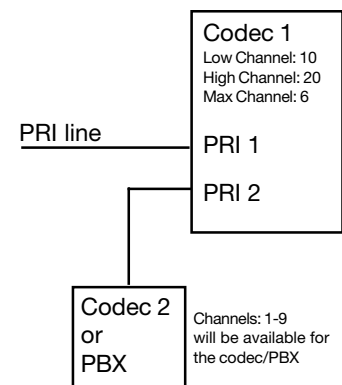 Codec 1
Low Channel: 10
High Channel: 20
Max Channel: 6
PRI line
PRI 1
PRI 2
Codec 2
or
PBX
Channels: 1-9
will be available for
the codec/PBX